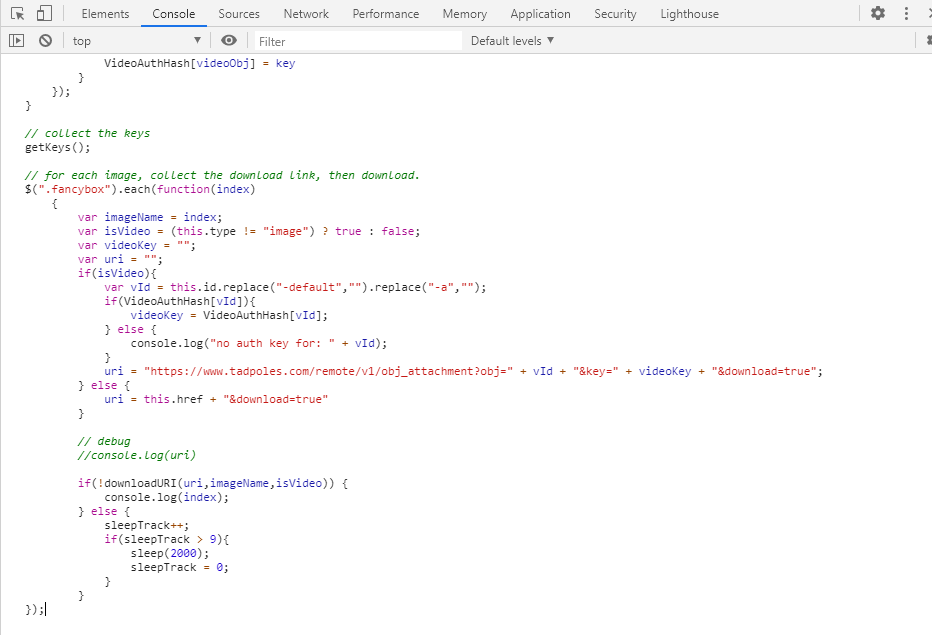 Elements Console Sources Network Performance Memory Application Security Lighthouse
top Filter Default levels
            VideoAuthHash[videoObj] = key
        }
    });
}

// collect the keys
getKeys();

// for each image, collect the download link, then download.
$(".fancybox").each(function(index)
    {
        var imageName = index;
        var isVideo = (this.type != "image") ? true : false;
        var videoKey = "";
        var uri = "";
        if(isVideo){
            var vId = this.id.replace("-default","").replace("-a","");
            if(VideoAuthHash[vId]){
                videoKey = VideoAuthHash[vId];
            } else {
                console.log("no auth key for: " + vId);
            }
            uri = "https://www.tadpoles.com/remote/v1/obj_attachment?obj=" + vId + "&key=" + videoKey + "&download=true";
        } else {
            uri = this.href + "&download=true"
        }

        // debug
        //console.log(uri)

        if(!downloadURI(uri,imageName,isVideo)) {
            console.log(index);
        } else {
            sleepTrack++;
            if(sleepTrack > 9){
                sleep(2000);
                sleepTrack = 0;
            }
        }
});